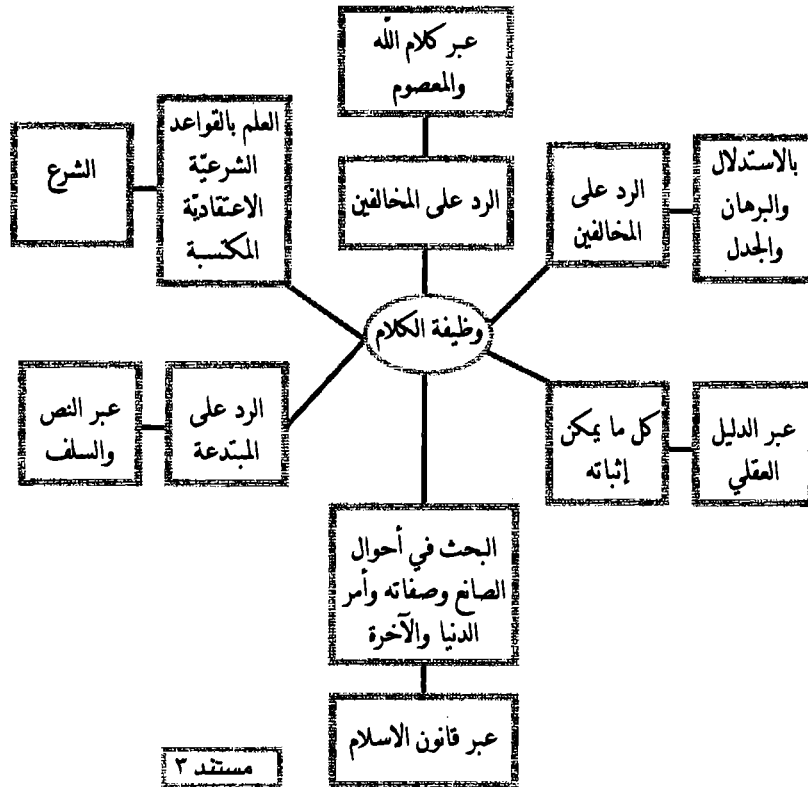 عبر كلام اللّه
والمعصوم
الرد على المخالفين
بالاستدلال
والبرهان
والجدل
الرد على
المخالفين
العلم بالقواعد
الشرعيّة
الاعتقاديّة
المكتسبة
الشرع
وظيفة الكلام
عبر الدليل
العقلي
كل ما يمكن
إثباته
الرد على
المبتدعة
عبر النص
والسلف
البحث في أحوال
الصانع وصفاته وأمر
الدنيا والآخرة
عبر قانون الاسلام
مستند ٣